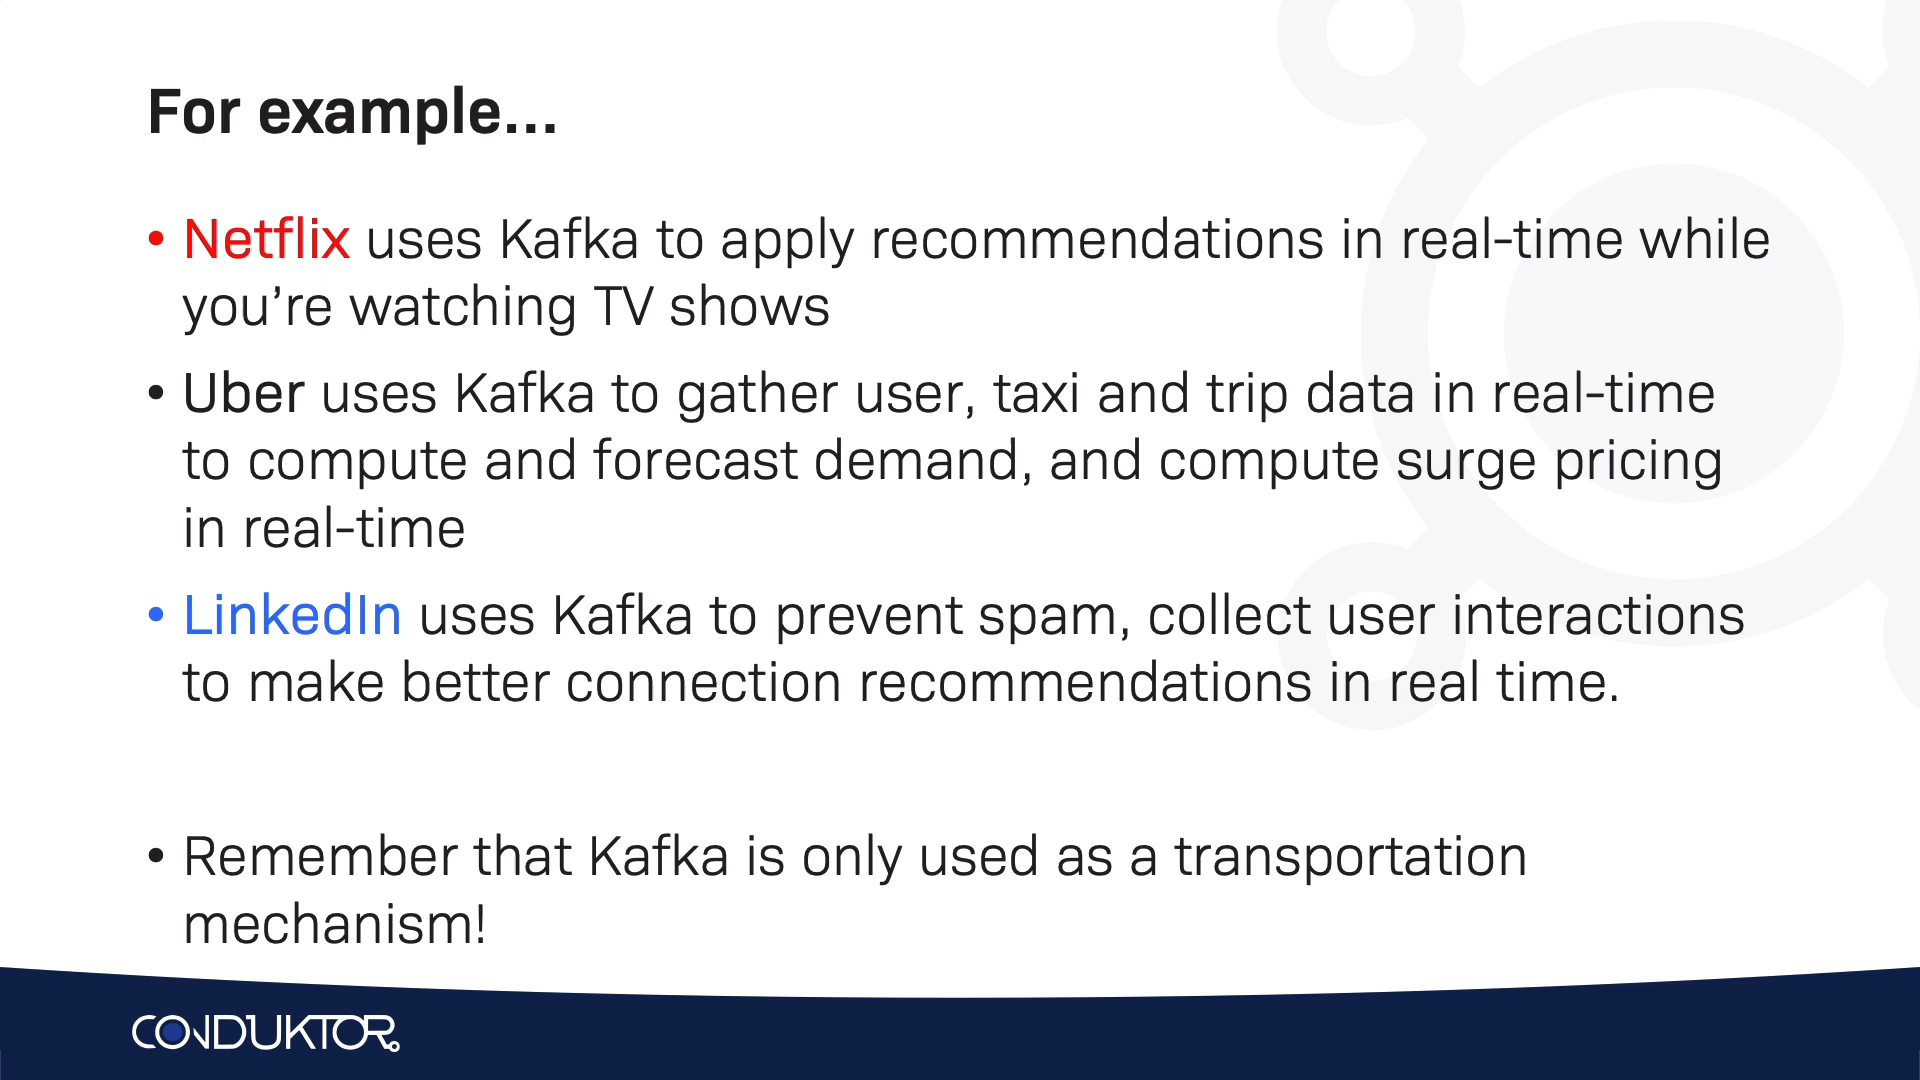 For example...
• Netflix uses Kafka to apply recommendations in real-time while
you’re watching TV shows
• Uber uses Kafka to gather user, taxi and trip data in real-time
to compute and forecast demand, and compute surge pricing
in real-time
• LinkedIn uses Kafka to prevent spam, collect user interactions
to make better connection recommendations in real time.
• Remember that Kafka is only used as a transportation
mechanism!
CONDUKTOR